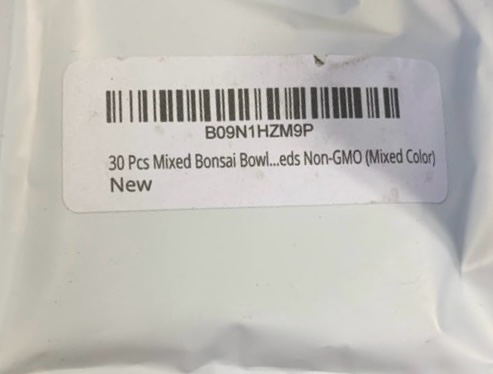 B09N1HZM9P
30 Pcs Mixed Bonsai Bowl...eds Non-GMO (Mixed Color)
New